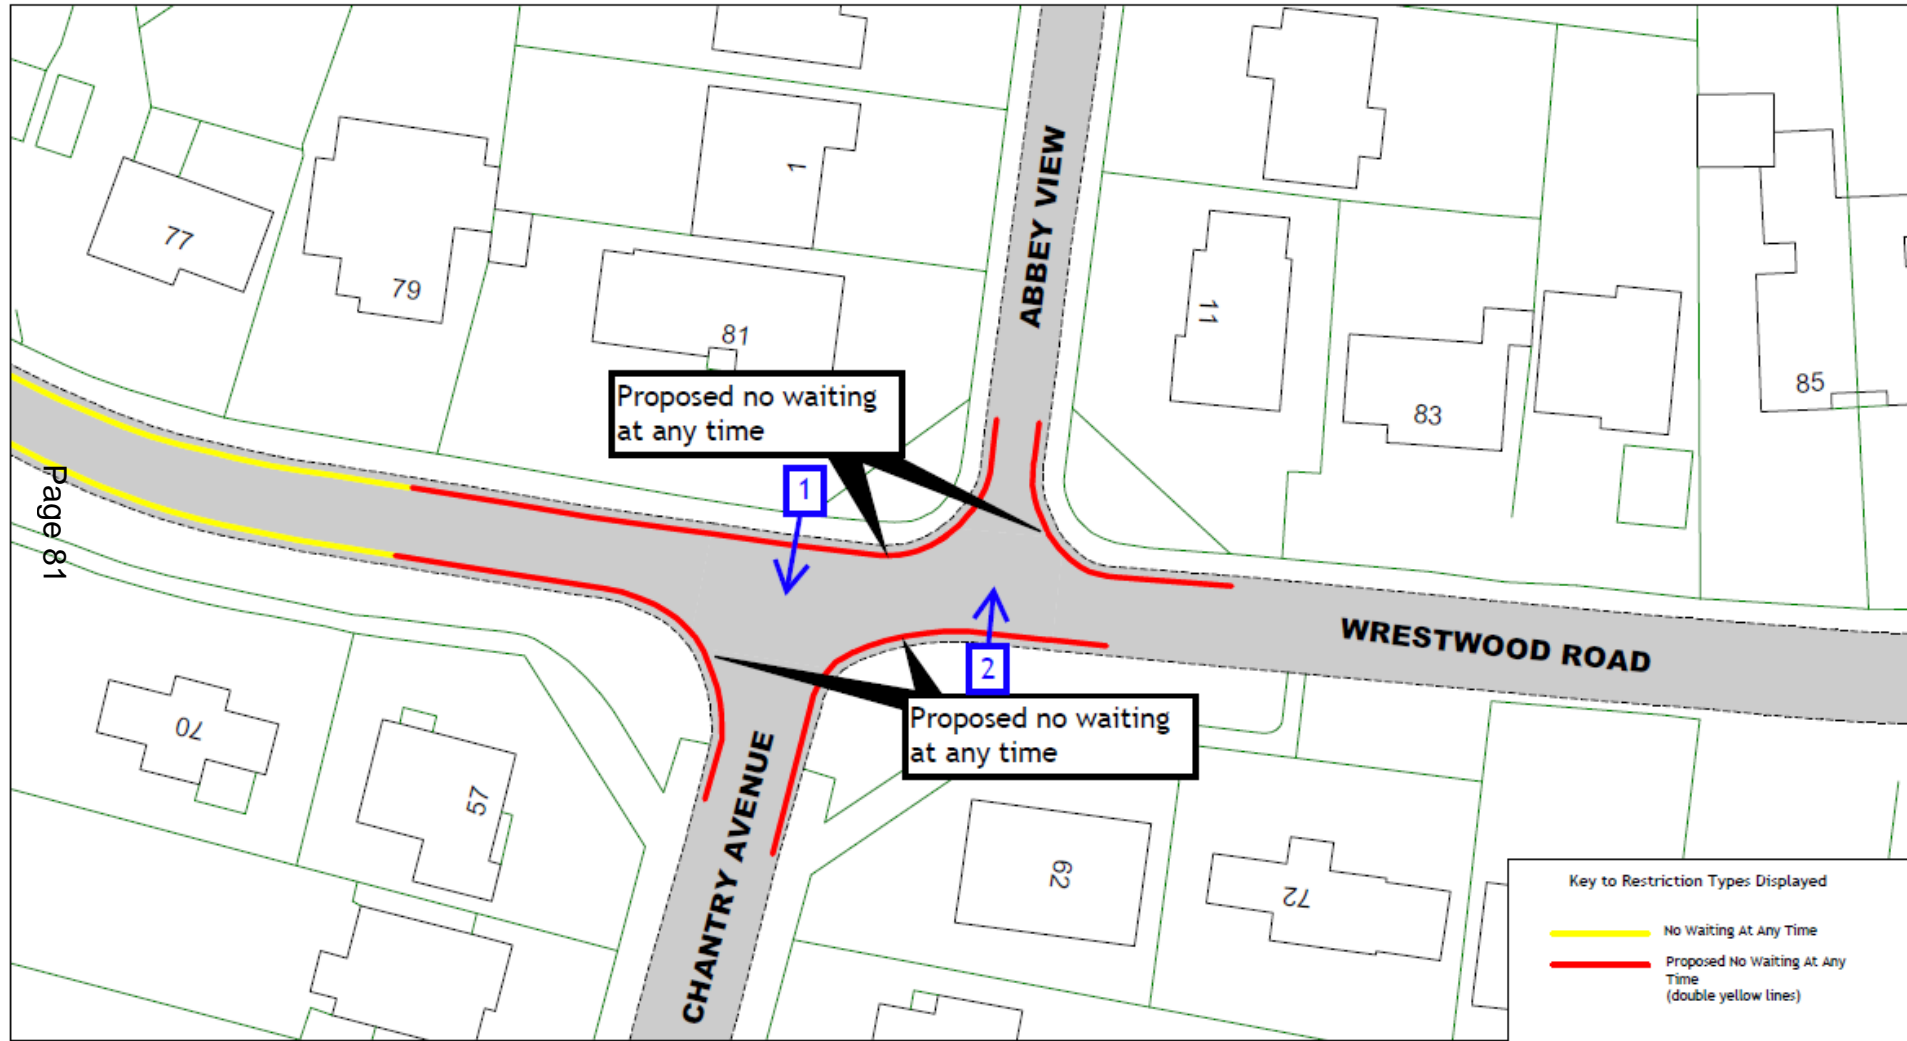 1
77
79
81
ABBEY VIEW
11
83
85
Proposed no waiting
at any time
1
Page 81
WRESTWOOD ROAD
2
Proposed no waiting
at any time
70
57
CHANTRY AVENUE
62
72
Key to Restriction Types Displayed
No Waiting At Any Time
Proposed No Waiting At Any
Time
(double yellow lines)